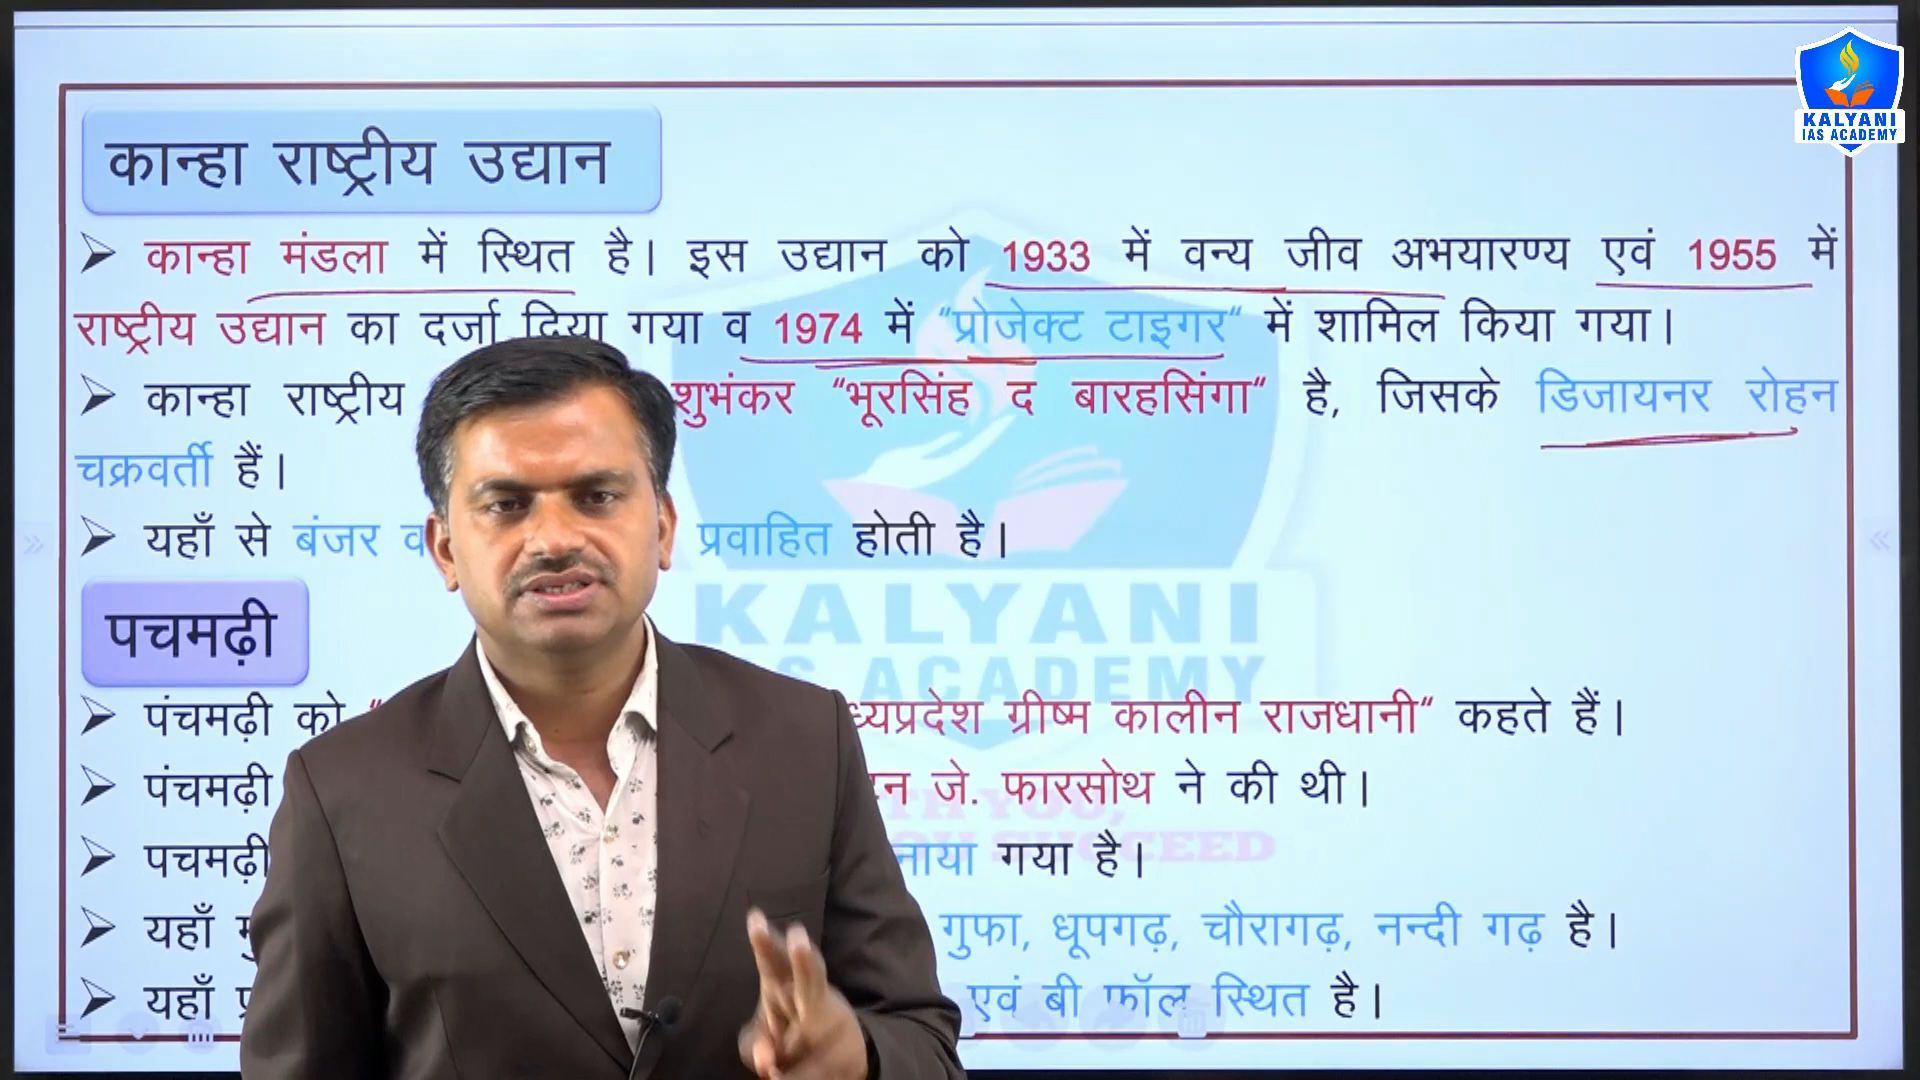 KALYANI
IAS ACADEMY
कान्हा राष्ट्रीय उद्यान
➢ कान्हा मंडला में स्थित है। इस उद्यान को 1933 में वन्य जीव अभयारण्य एवं 1955 में
राष्ट्रीय उद्यान का दर्जा दिया गया व 1974 में "प्रोजेक्ट टाइगर" में शामिल किया गया।
➢ कान्हा राष्ट्रीय शुभंकर "भूरसिंह द बारहसिंगा" है, जिसके डिजायनर रोहन
चक्रवर्ती हैं।
➢ यहाँ से बंजर प्रवाहित होती है।
KALYANI
ACADEMY
पचमढ़ी
➢ पंचमढ़ी को ग्रीष्म कालीन राजधानी" कहते हैं।
➢ पंचमढ़ी जे. फारसोथ ने की थी।
➢ पचमढ़ी गया है।
➢ यहाँ गुफा, धूपगढ़, चौरागढ़, नन्दी गढ़ है।
➢ यहाँ एवं बी फॉल स्थित है।